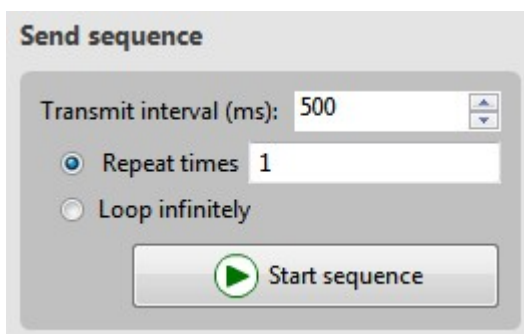 Send sequence
Transmit interval (ms): 500
Repeat times 1
Loop infinitely
Start sequence